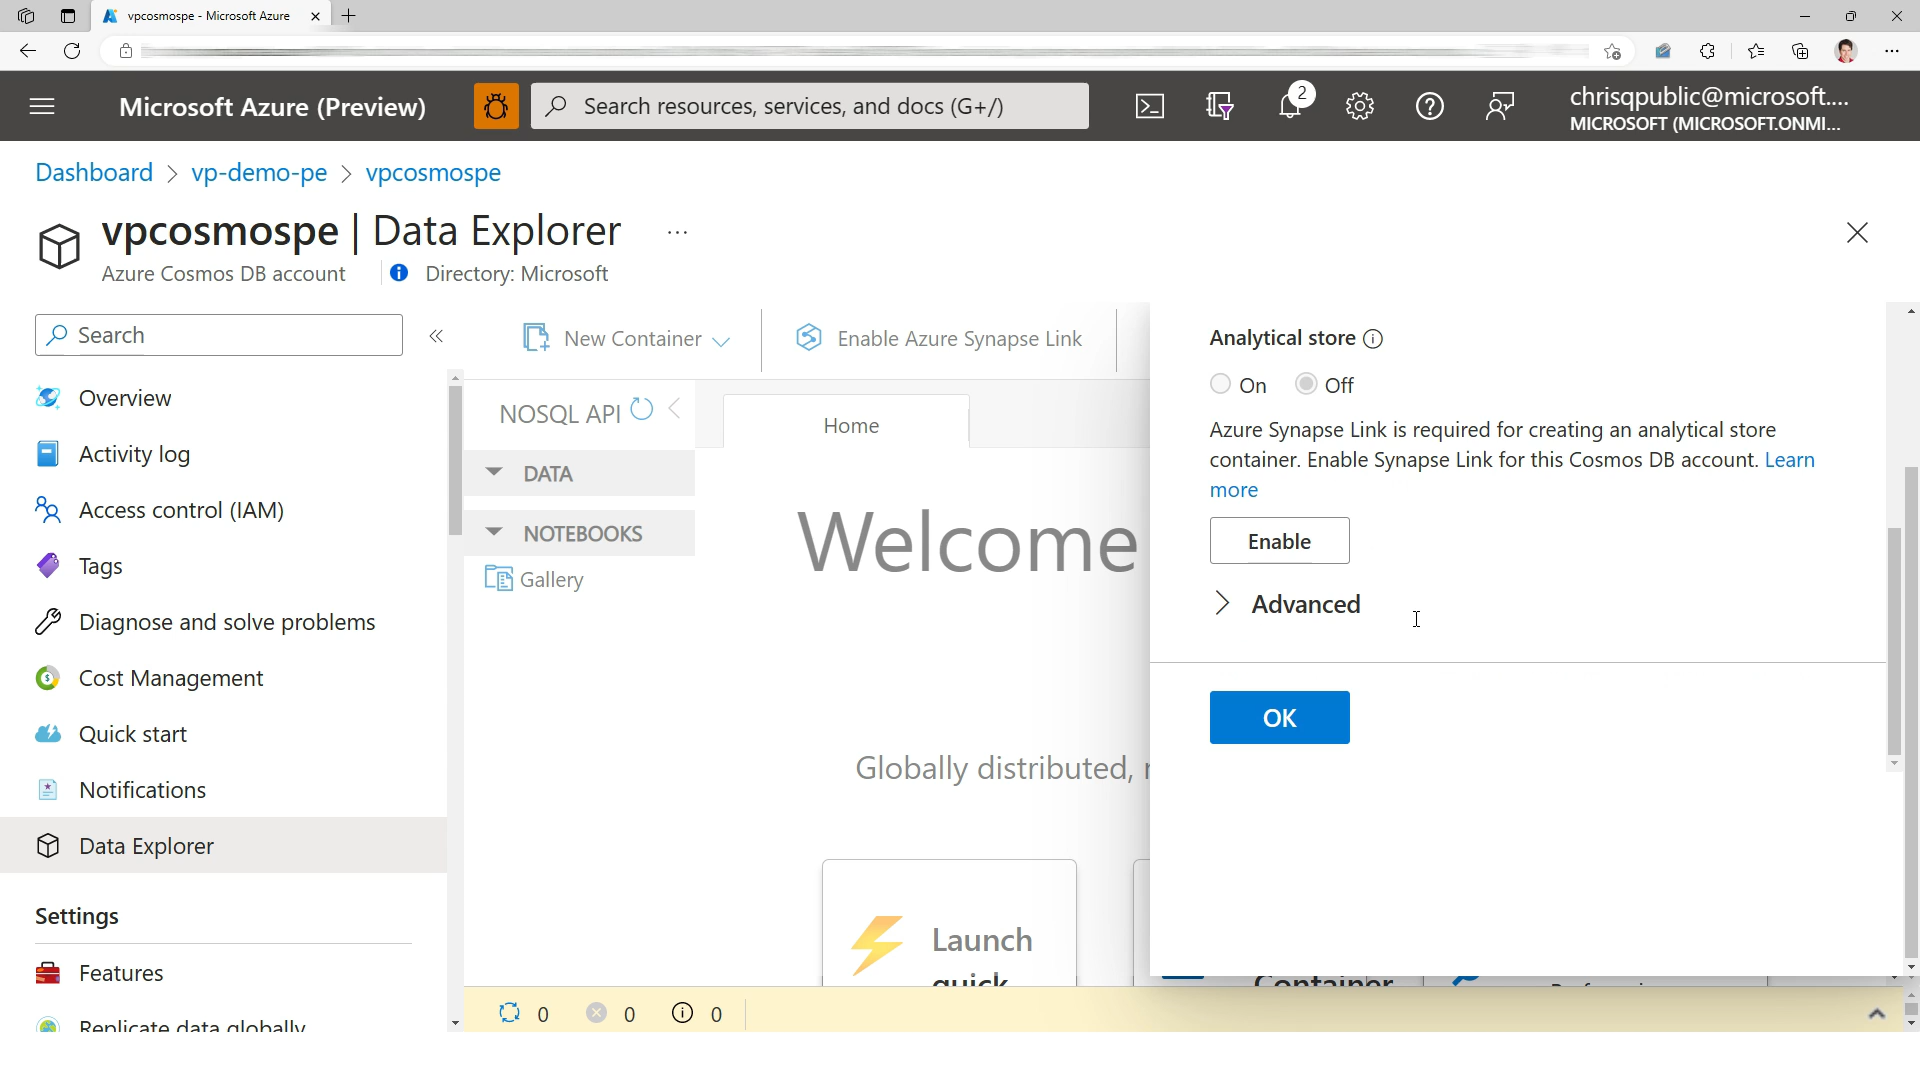 vpcosmospe - Microsoft Azure
Microsoft Azure (Preview)
Search resources, services, and docs (G+/)
2
chrisqpublic@microsoft....
MICROSOFT (MICROSOFT.ONMI...
Dashboard > vp-demo-pe > vpcosmospe
vpcosmospe | Data Explorer ...
Azure Cosmos DB account
Directory: Microsoft
Search
Overview
Activity log
Access control (IAM)
Tags
Diagnose and solve problems
Cost Management
Quick start
Notifications
Data Explorer
Settings
Features
Replicate data globally
New Container
Enable Azure Synapse Link
NOSQL API
DATA
NOTEBOOKS
Gallery
Home
Welcome
Globally distributed,
Launch
quick
Container
0
0
0
Analytical store
On
Off
Azure Synapse Link is required for creating an analytical store
container. Enable Synapse Link for this Cosmos DB account. Learn
more
Enable
Advanced
OK